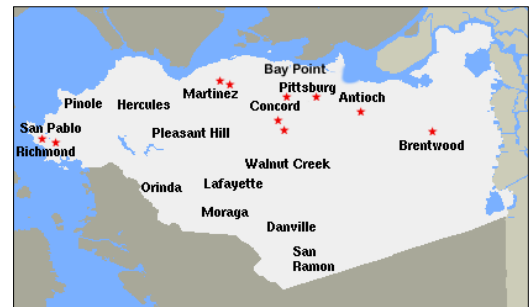 Bay Point
Pittsburg
Martinez
Antioch
Pinole
Hercules
Concord
San Pablo
Pleasant Hill
Richmond
Brentwood
Walnut Creek
Orinda
Lafayette
Moraga
Danville
San
Ramon